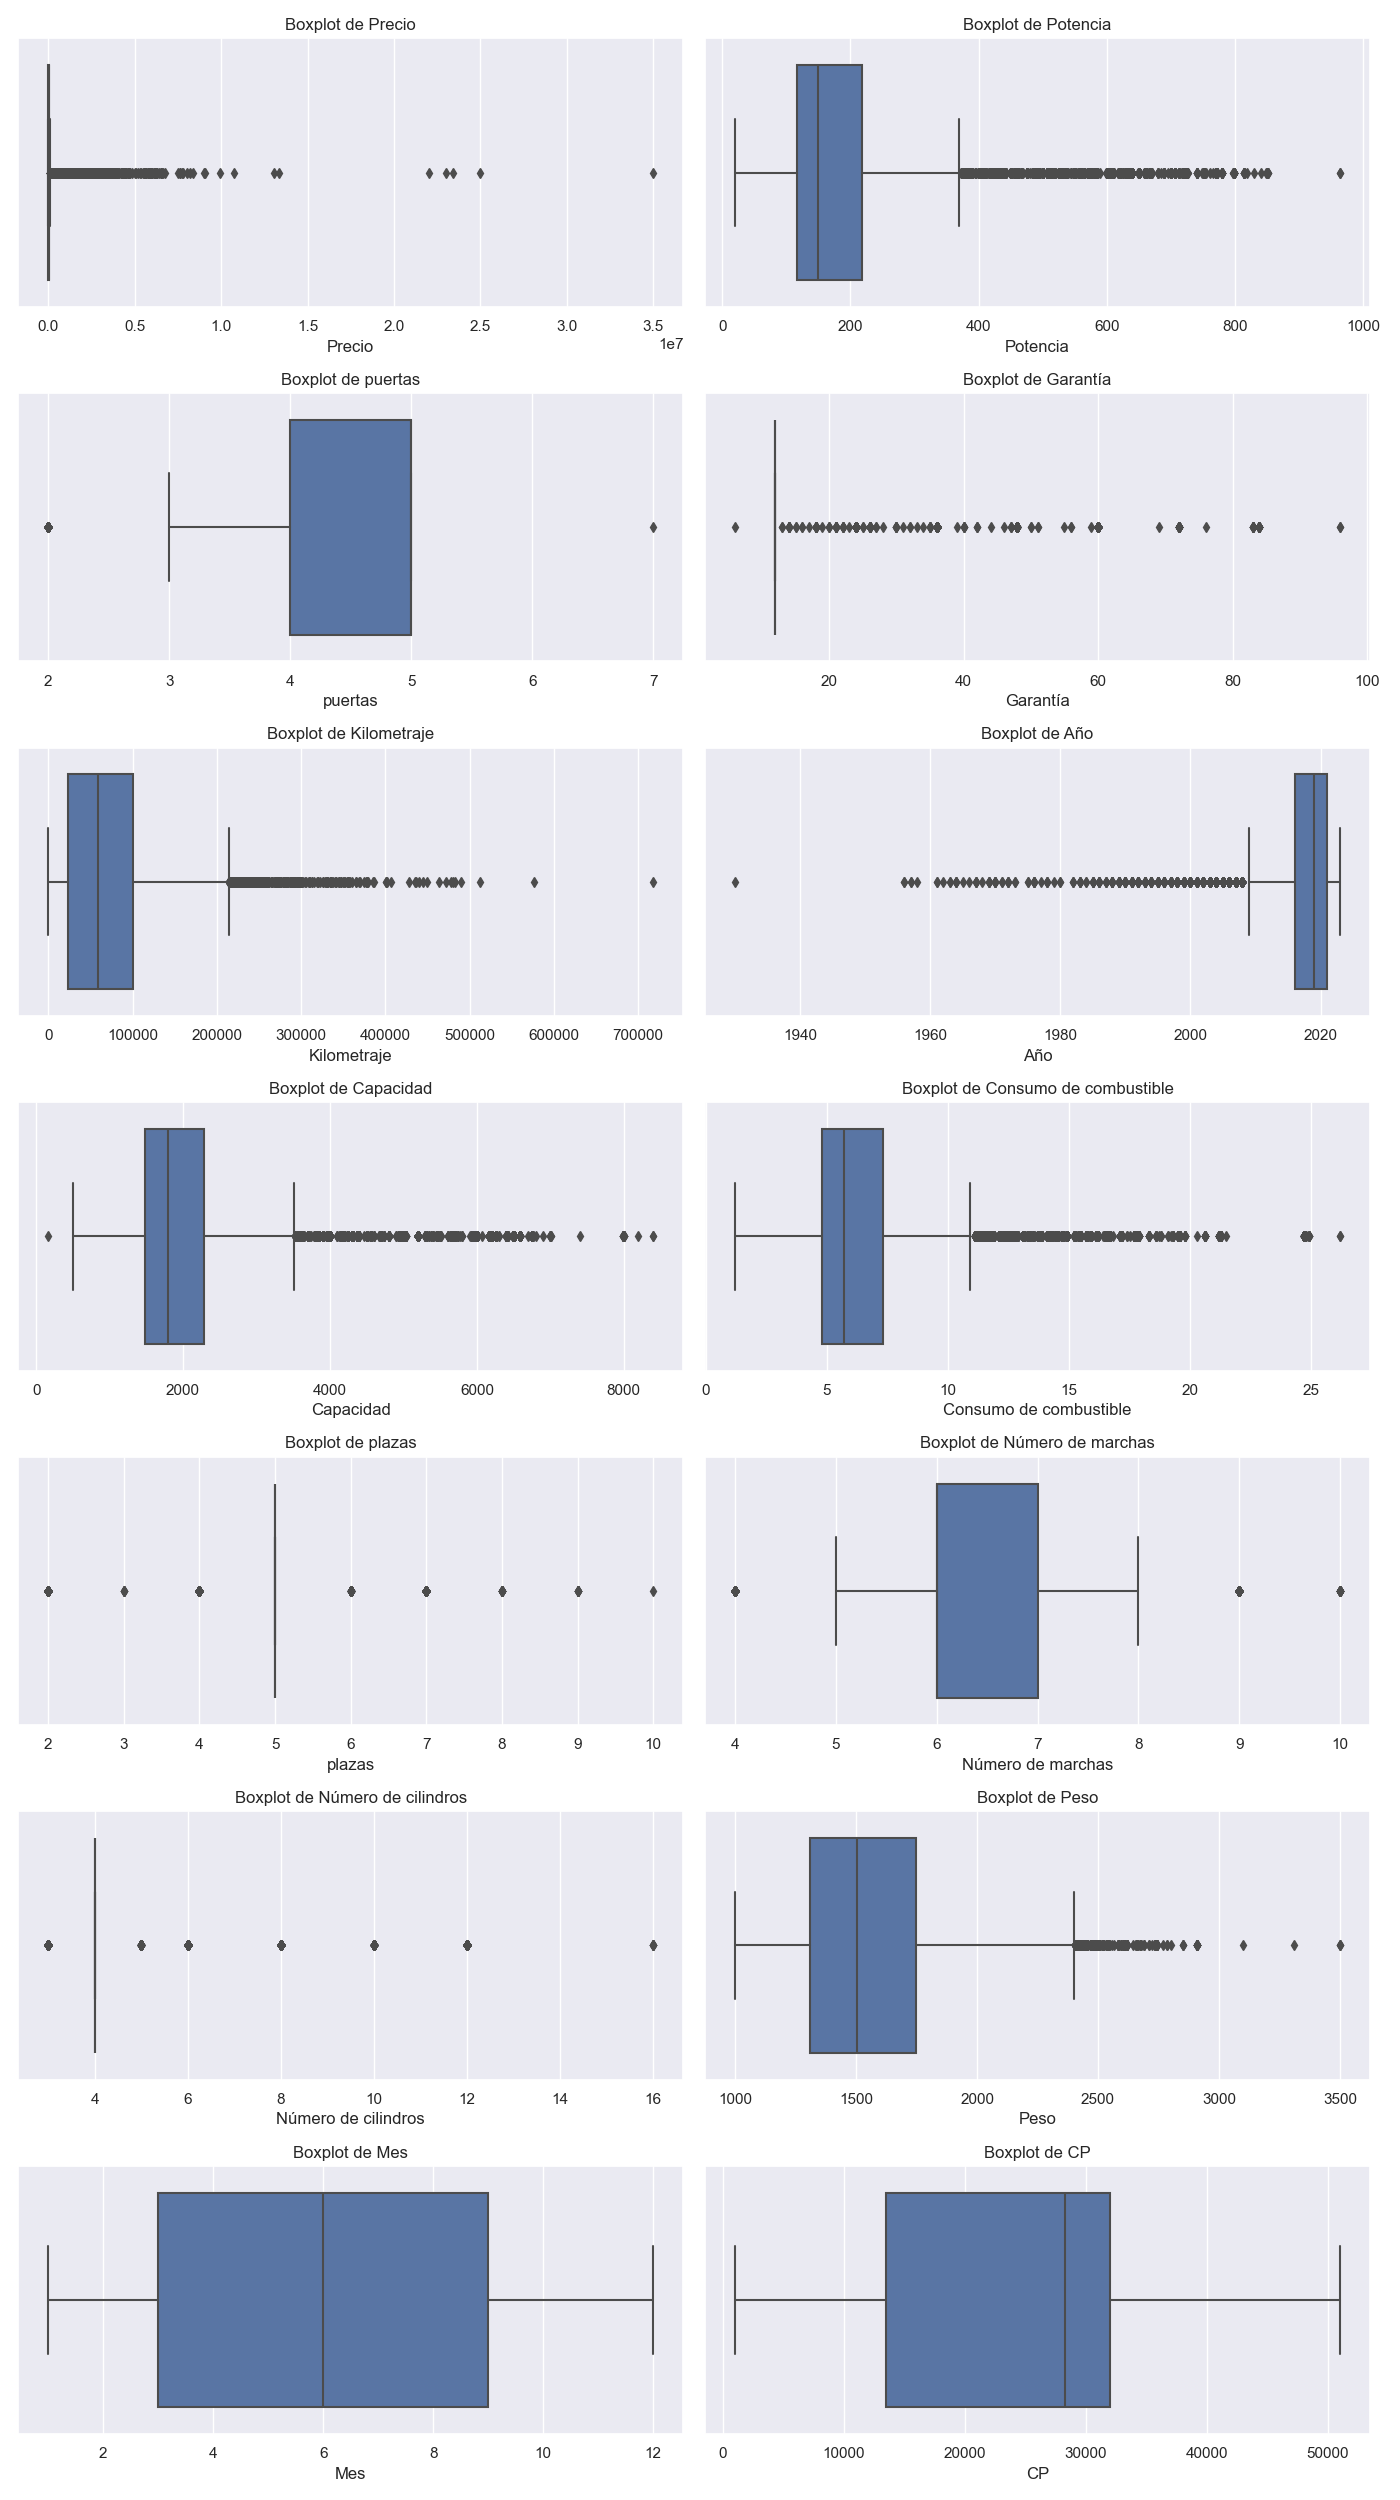 Boxplot de Precio
0.0 0.5 1.0 1.5 2.0 2.5 3.0 3.5
1e7
Precio
Boxplot de Potencia
0 200 400 600 800 1000
Potencia
Boxplot de puertas
2 3 4 5 6 7
puertas
Boxplot de Garantía
20 40 60 80 100
Garantía
Boxplot de Kilometraje
0 100000 200000 300000 400000 500000 600000 700000
Kilometraje
Boxplot de Año
1940 1960 1980 2000 2020
Año
Boxplot de Capacidad
0 2000 4000 6000 8000
Capacidad
Boxplot de Consumo de combustible
0 5 10 15 20 25
Consumo de combustible
Boxplot de plazas
2 3 4 5 6 7 8 9 10
plazas
Boxplot de Número de marchas
4 5 6 7 8 9 10
Número de marchas
Boxplot de Número de cilindros
4 6 8 10 12 14 16
Número de cilindros
Boxplot de Peso
1000 1500 2000 2500 3000 3500
Peso
Boxplot de Mes
2 4 6 8 10 12
Mes
Boxplot de CP
0 10000 20000 30000 40000 50000
CP